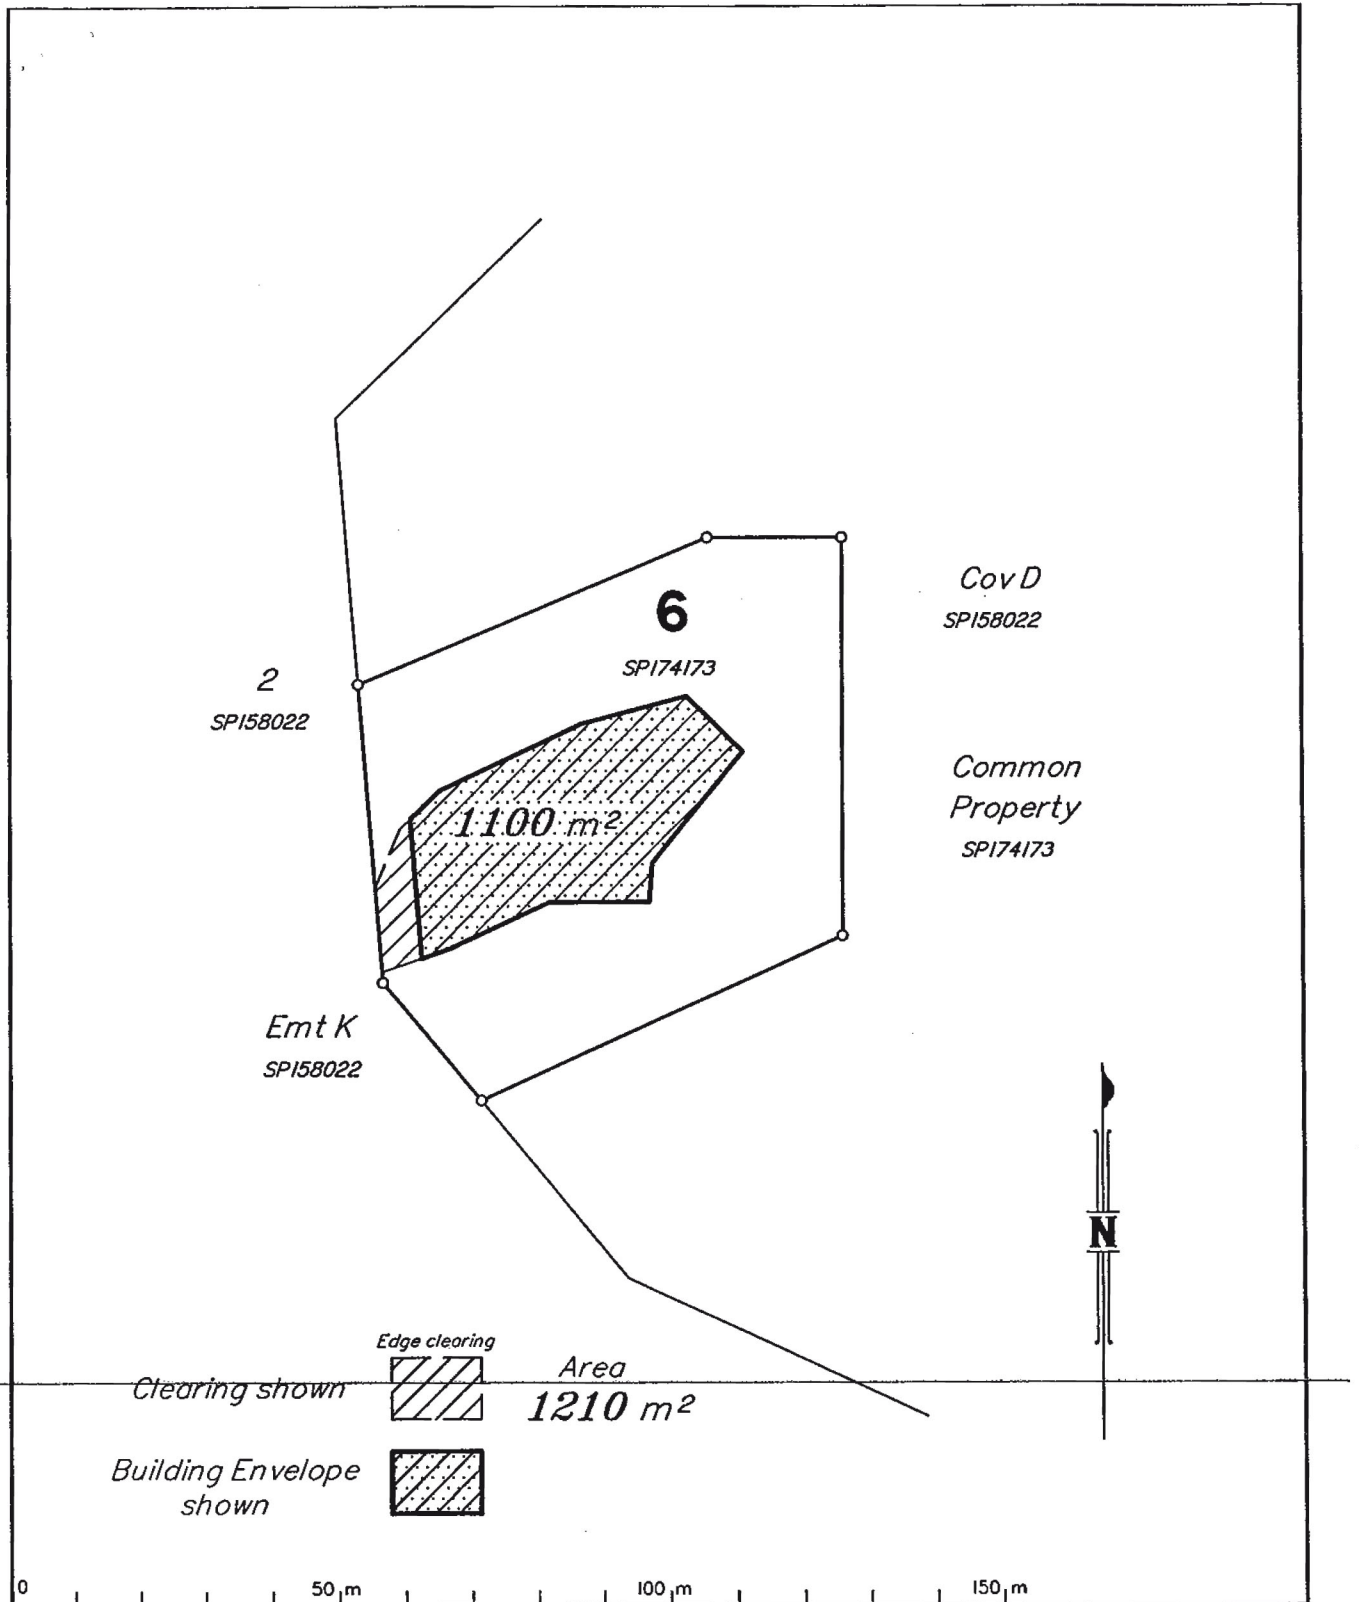 6
SP174173
Cov D
SP158022
2
SP158022
Common
Property
SP174173
1100 m²
Emt K
SP158022
N
Edge clearing
Clearing shown
Area
1210 m²
Building Envelope
shown
0 50 m 100 m 150 m